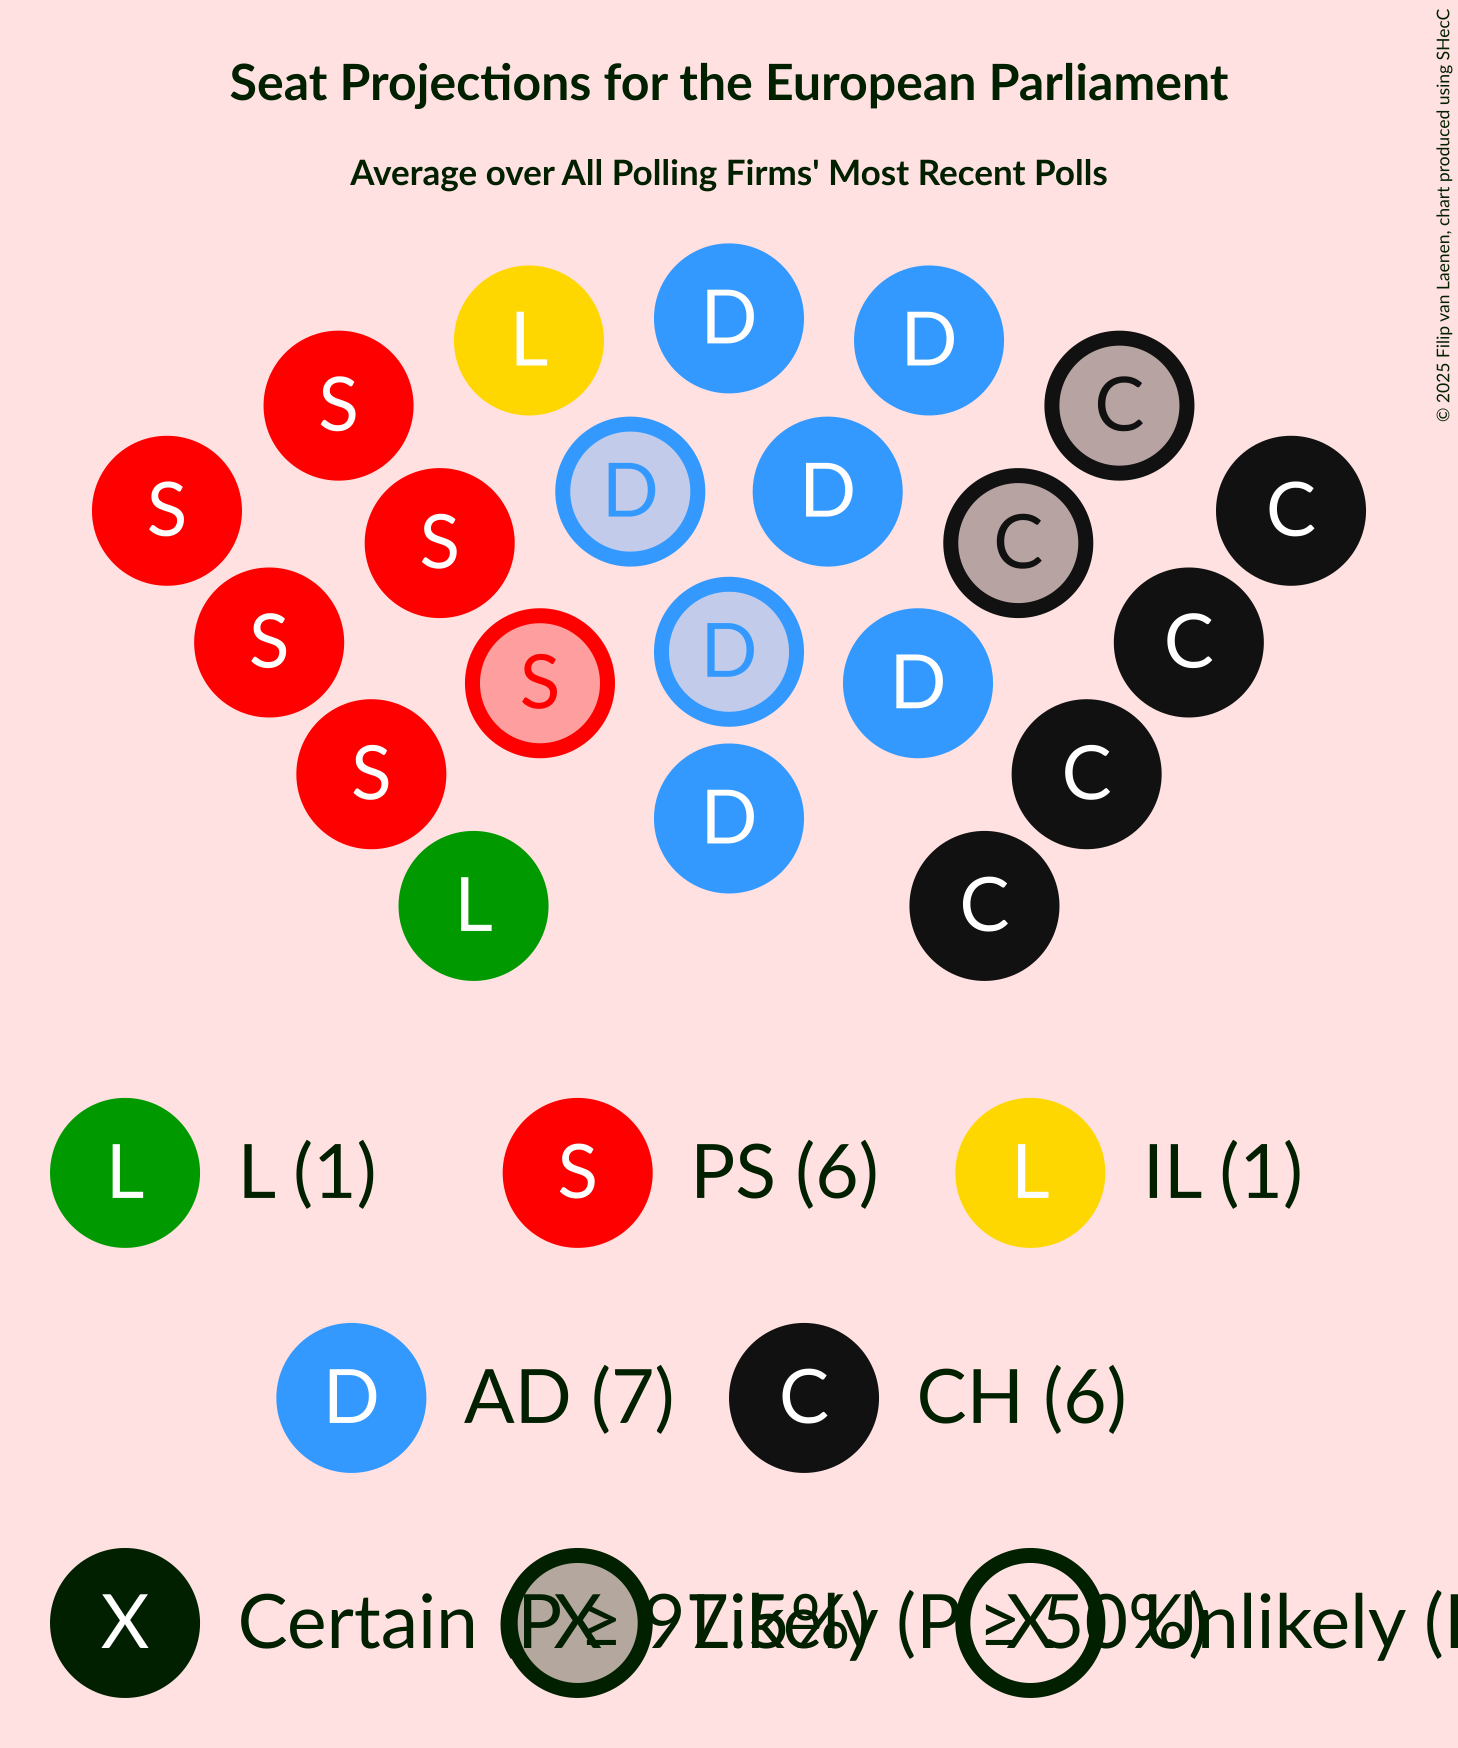 Seat Projections for the European Parliament
Average over All Polling Firms' Most Recent Polls
© 2025 Filip van Laenen, chart produced using SHecC
D
L D
S C
D D
S C
S C
D
S S D
S C
S C
D
L C
L L (1) S PS (6) L IL (1)
D AD (7) C CH (6)
X Certain (P ≥ 97.5%) X Likely (P ≥ 50%) X Unlikely (